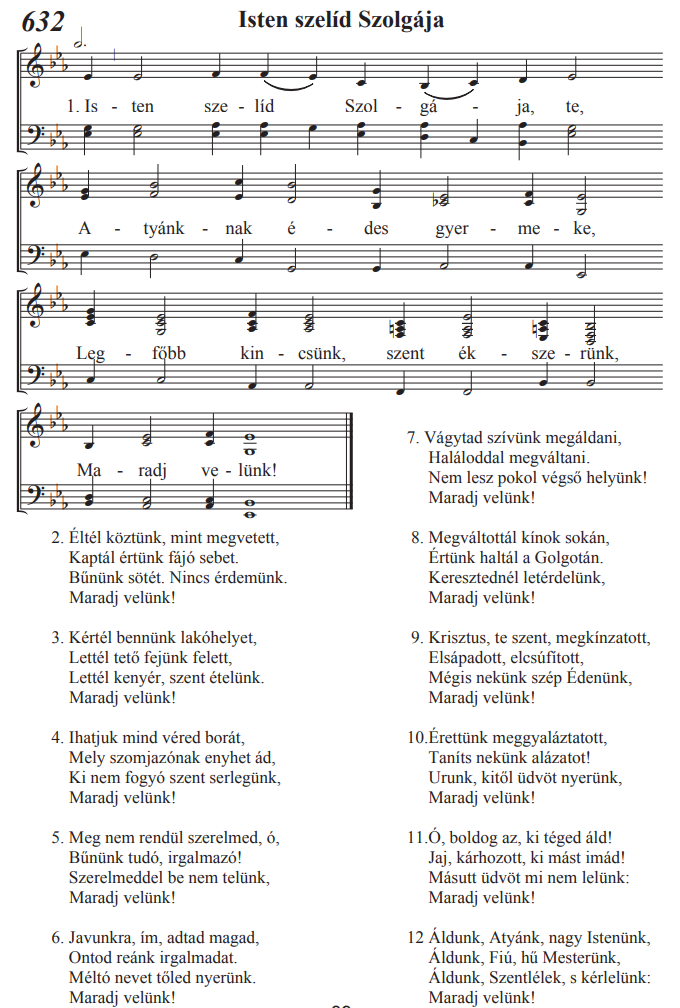 632 Isten szelíd Szolgája
1. Is - ten sze - líd Szol - gá - ja, te,
A - tyánk - nak é - des gyer - me - ke,
Leg - főbb kin - csünk, szent ék - sze - rünk,
Ma - radj ve - lünk!
2. Éltél köztünk, mint megvetett,
Kaptál értünk fájó sebet.
Bűnünk sötét. Nincs érdemünk.
Maradj velünk!
3. Kértél bennünk lakóhelyet,
Lettél tető fejünk felett,
Lettél kenyér, szent ételünk.
Maradj velünk!
4. Ihatjuk mind véred borát,
Mely szomjazónak enyhet ád,
Ki nem fogyó szent serlegünk,
Maradj velünk!
5. Meg nem rendül szerelmed, ó,
Bűnünk tudó, irgalmazó!
Szerelmeddel be nem telünk,
Maradj velünk!
6. Javunkra, ím, adtad magad,
Ontod reánk irgalmadat.
Méltó nevet tőled nyerünk.
Maradj velünk!
7. Vágytad szívünk megáldani,
Haláloddal megváltani.
Nem lesz pokol végső helyünk!
Maradj velünk!
8. Megváltottál kínok sokán,
Értünk haltál a Golgotán.
Keresztednél letérdelünk,
Maradj velünk!
9. Krisztus, te szent, megkínzatott,
Elsápadott, elcsúfított,
Mégis nekünk szép Édenünk,
Maradj velünk!
10.Érettünk meggyaláztatott,
Taníts nekünk alázatot!
Urunk, kitől üdvöt nyerünk,
Maradj velünk!
11.Ó, boldog az, ki téged áld!
Jaj, kárhozott, ki mást imád!
Másutt üdvöt mi nem lelünk:
Maradj velünk!
12 Áldunk, Atyánk, nagy Istenünk,
Áldunk, Fiú, hű Mesterünk,
Áldunk, Szentlélek, s kérlelünk:
Maradj velünk!